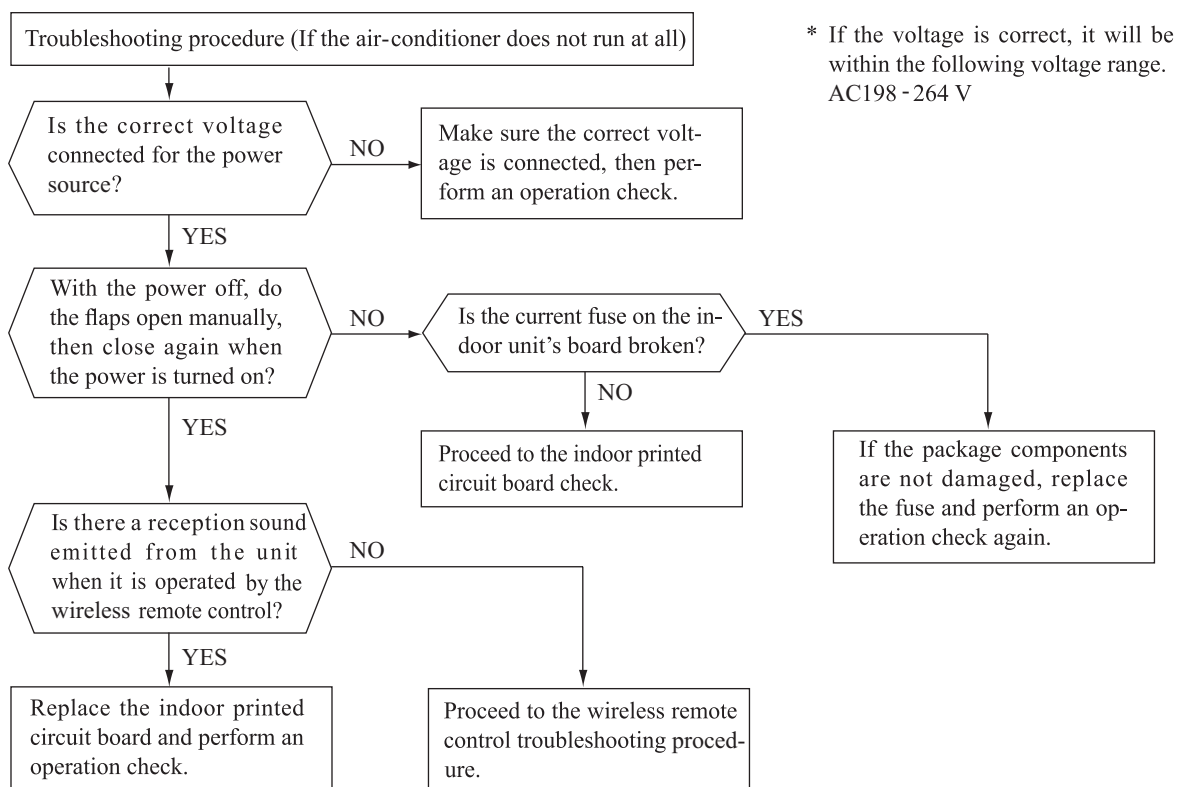 Troubleshooting procedure (If the air-conditioner does not run at all)
* If the voltage is correct, it will be
within the following voltage range.
AC198 - 264 V
Is the correct voltage
connected for the power
source?
NO
Make sure the correct volt-
age is connected, then per-
form an operation check.
YES
With the power off, do
the flaps open manually,
then close again when
the power is turned on?
NO
Is the current fuse on the in-
door unit's board broken?
YES
NO
YES
Proceed to the indoor printed
circuit board check.
If the package components
are not damaged, replace
the fuse and perform an op-
eration check again.
Is there a reception sound
emitted from the unit
when it is operated by the
wireless remote control?
NO
YES
Replace the indoor printed
circuit board and perform an
operation check.
Proceed to the wireless remote
control troubleshooting proced-
ure.